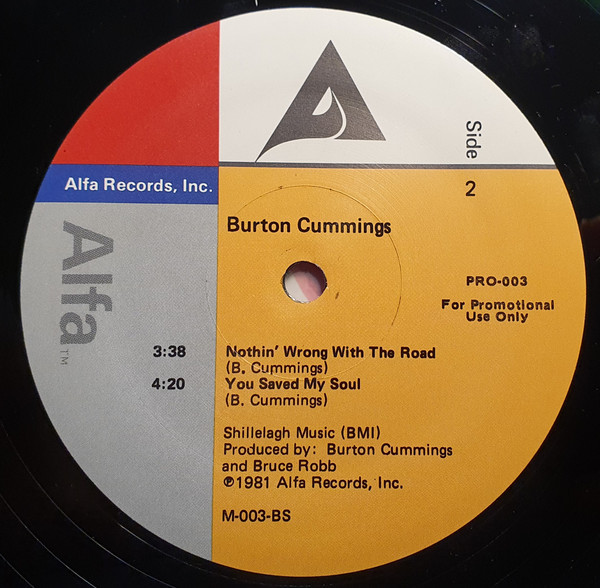 Side
2
Alfa Records, Inc.
Alfa™
Burton Cummings
PRO-003
For Promotional
Use Only
3:38 Nothin' Wrong With The Road
(B. Cummings)
4:20 You Saved My Soul
(B. Cummings)
Shillelagh Music (BMI)
Produced by: Burton Cummings
and Bruce Robb
℗1981 Alfa Records, Inc.
M-003-BS